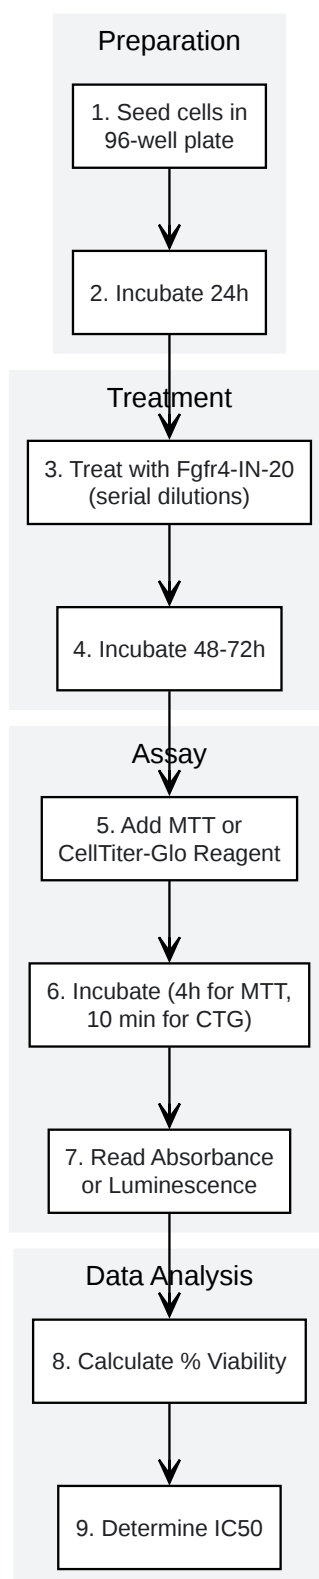 Preparation
1. Seed cells in
96-well plate
2. Incubate 24h
Treatment
3. Treat with Fgfr4-IN-20
(serial dilutions)
4. Incubate 48-72h
Assay
5. Add MTT or
CellTiter-Glo Reagent
6. Incubate (4h for MTT,
10 min for CTG)
7. Read Absorbance
or Luminescence
Data Analysis
8. Calculate % Viability
9. Determine IC50